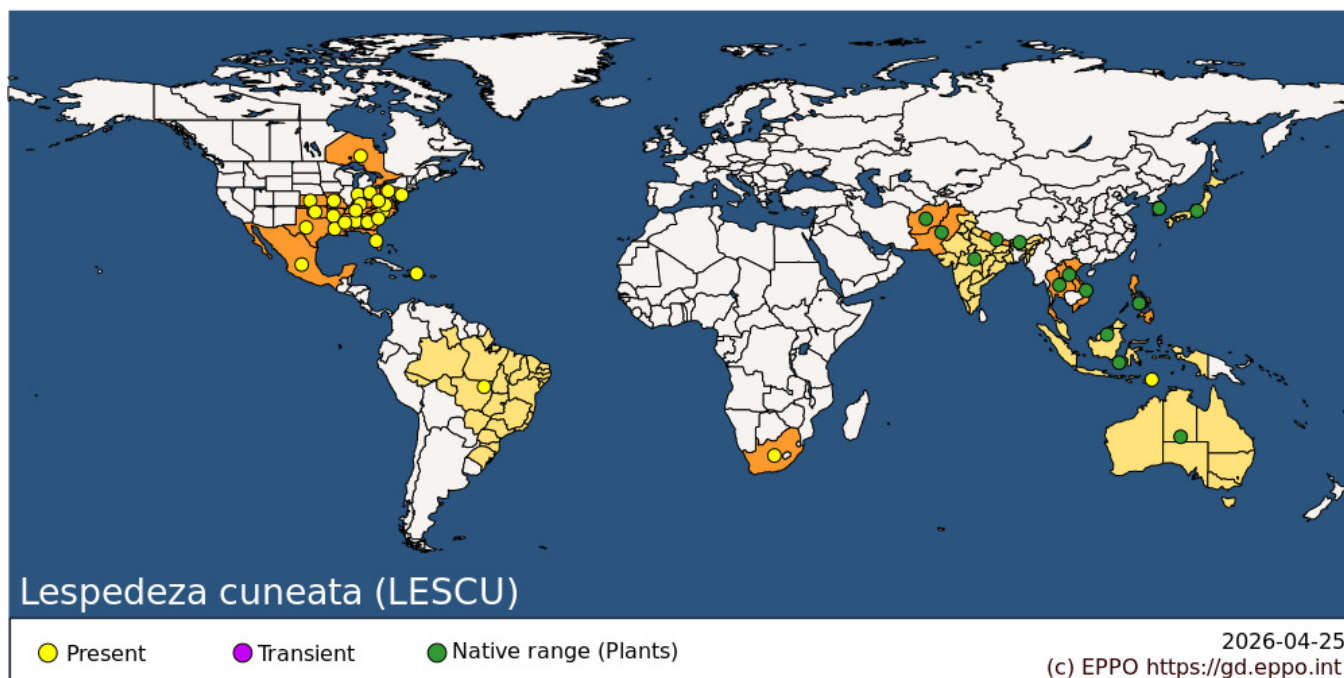 Lespedeza cuneata (LESCU)
Present
Transient
Native range (Plants)
2026-04-25
(c) EPPO https://gd.eppo.int